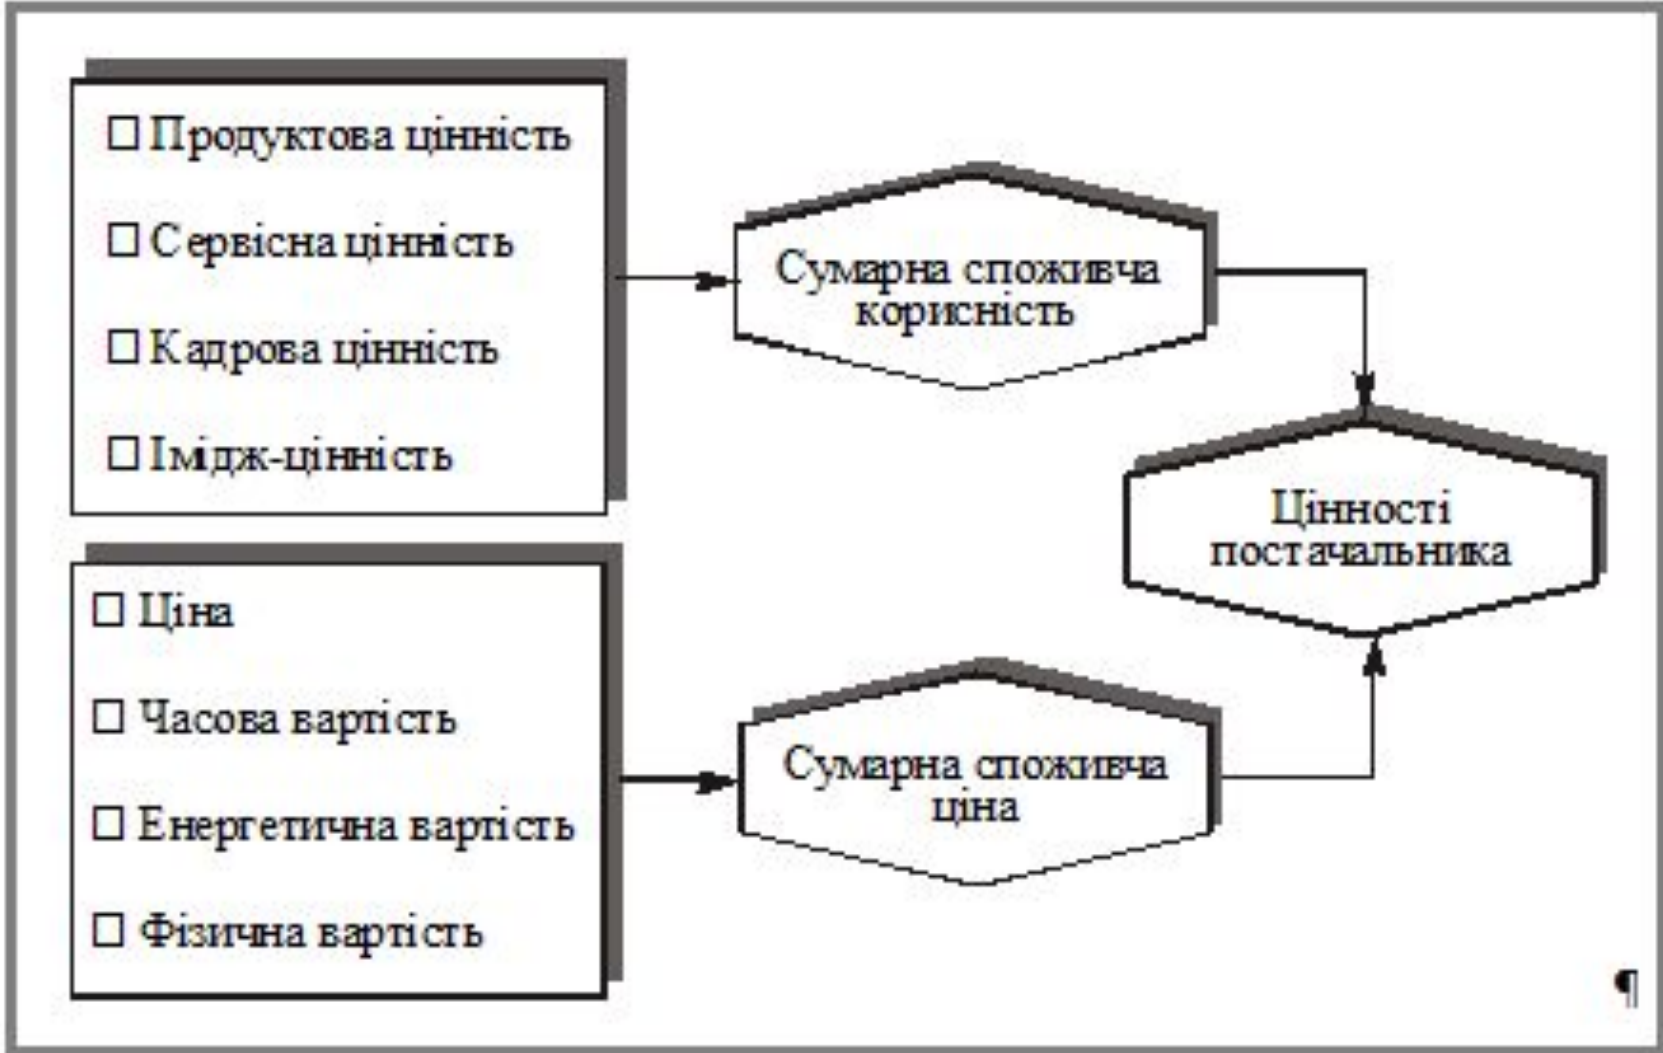 □ Продуктова цінність
□ Сервісна цінність
□ Кадрова цінність
□ Імідж-цінність
Сумарна споживча
корисність
Цінності
постачальника
□ Ціна
□ Часова вартість
□ Енергетична вартість
□ Фізична вартість
Сумарна споживча
ціна
¶